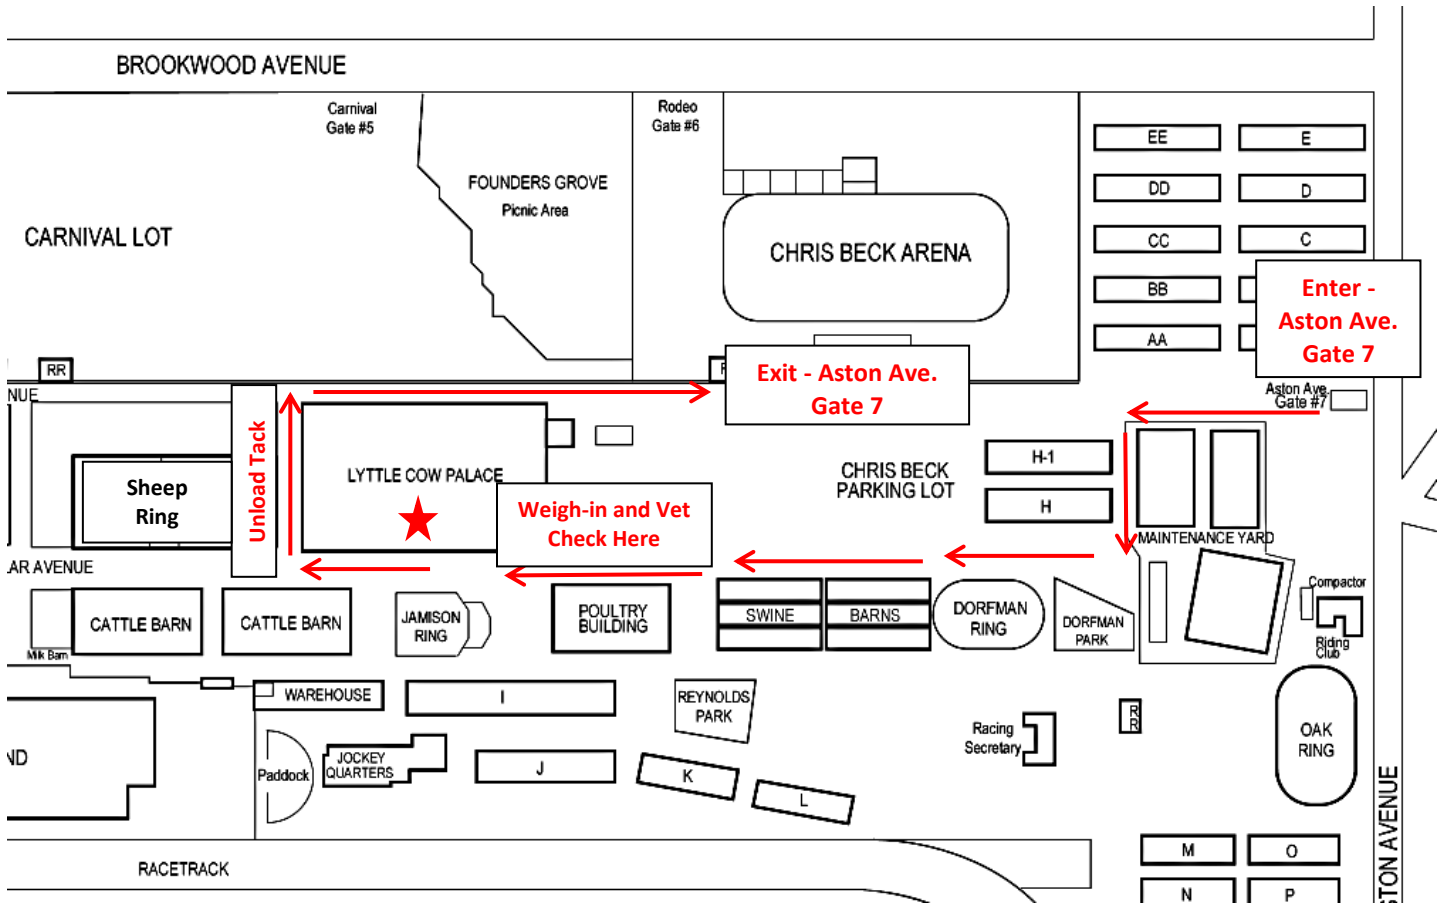 BROOKWOOD AVENUE
Carnival
Gate #5
Rodeo
Gate #6
FOUNDERS GROVE
Picnic Area
CARNIVAL LOT
CHRIS BECK ARENA
EE
E
DD
D
CC
C
BB
AA
Enter -
Aston Ave.
Gate 7
RR
Exit - Aston Ave.
Gate 7
Aston Ave.
Gate #7
NUE
Unload Tack
LYTTLE COW PALACE
Sheep
Ring
Weigh-in and Vet
Check Here
CHRIS BECK
PARKING LOT
H-1
H
MAINTENANCE YARD
LAR AVENUE
CATTLE BARN
CATTLE BARN
Milk Barn
JAMISON
RING
POULTRY
BUILDING
SWINE
BARNS
DORFMAN
RING
DORFMAN
PARK
Compactor
Riding
Club
WAREHOUSE
I
REYNOLDS
PARK
Racing
Secretary
R
R
OAK
RING
ND
Paddock
JOCKEY
QUARTERS
J
K
L
RACETRACK
M
O
N
P
STON AVENUE